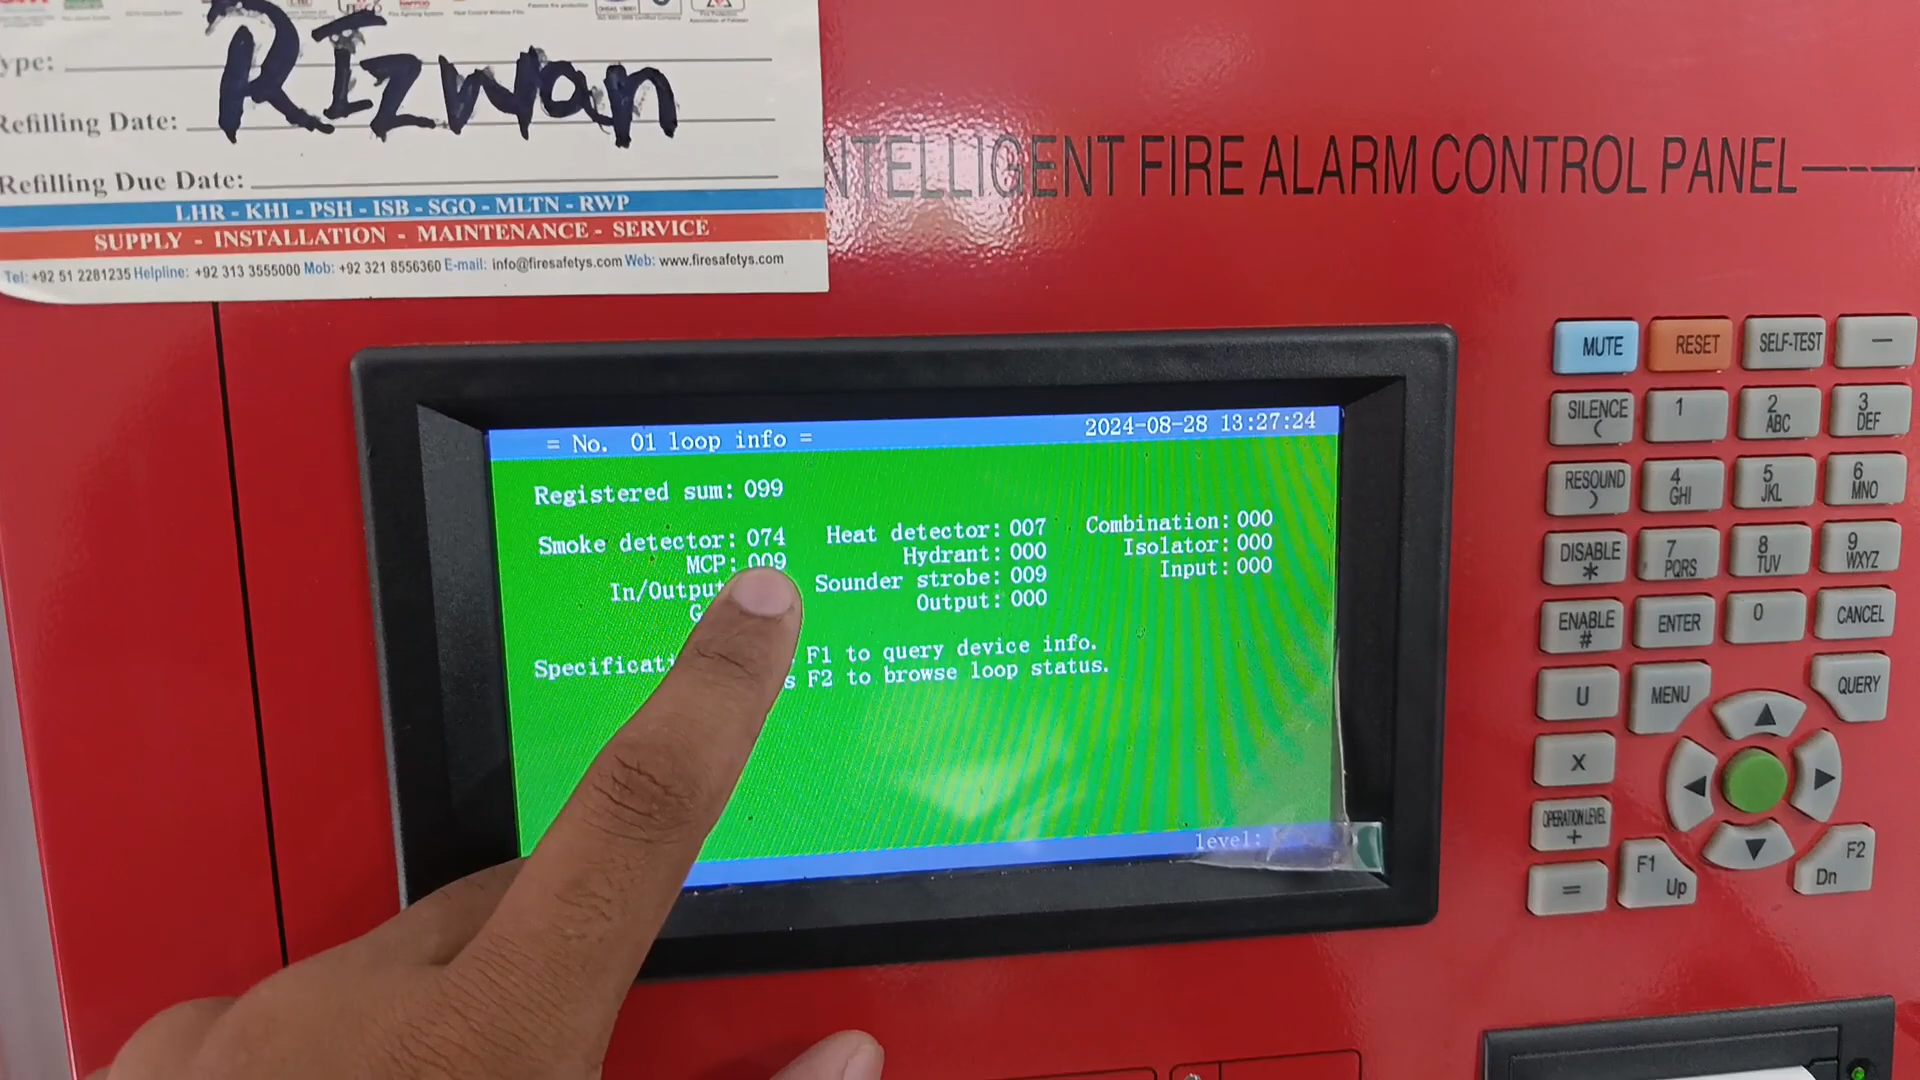 Type:
Rizwan
Refilling Date:
Refilling Due Date:
LHR - KHI - PSH - ISB - SGO - MLTN - RWP
SUPPLY - INSTALLATION - MAINTENANCE - SERVICE
Tel: +92 51 2281235 Helpline: +92 313 3555000 Mob: +92 321 8556360 E-mail: info@firesafetys.com Web: www.firesafetys.com
NTELLIGENT FIRE ALARM CONTROL PANEL
= No. 01 loop info = 2024-08-28 13:27:24
Registered sum: 099
Smoke detector: 074 Heat detector: 007 Combination: 000
MCP: 009 Hydrant: 000 Isolator: 000
In/Output Sounder strobe: 009 Input: 000
G Output: 000
Specificati F1 to query device info.
s F2 to browse loop status.
level:
MUTE RESET SELF-TEST —
SILENCE ( 1 2 ABC 3 DEF
RESOUND ) 4 GHI 5 JKL 6 MNO
DISABLE * 7 PQRS 8 TUV 9 WXYZ
ENABLE # ENTER 0 CANCEL
U MENU QUERY
X
OPERATION LEVEL +
= F1 Up F2 Dn